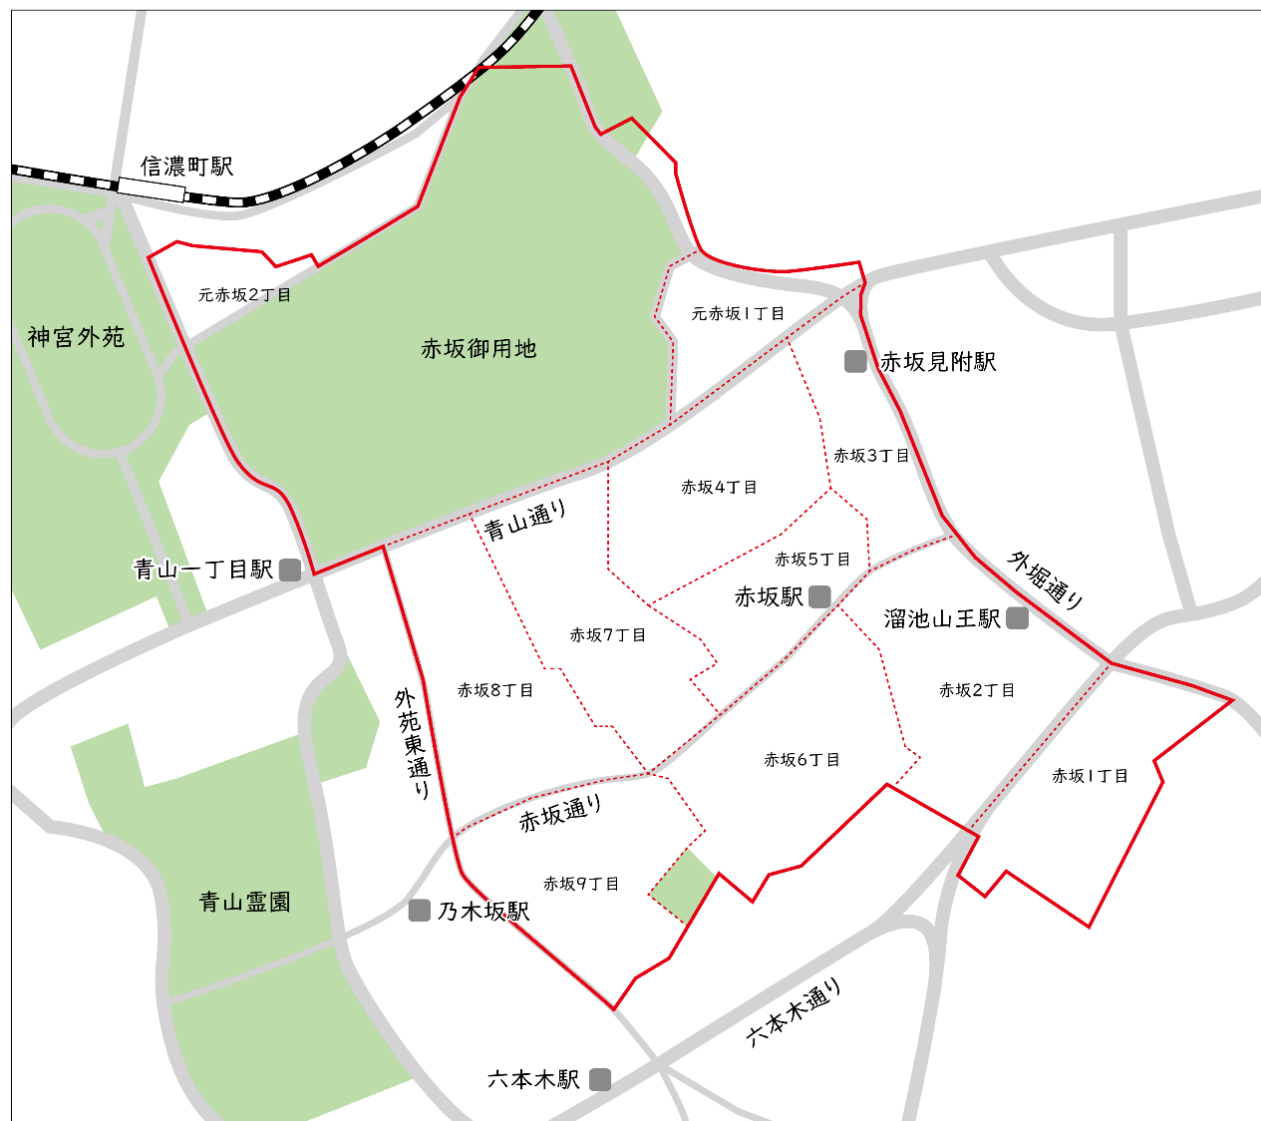 信濃町駅
元赤坂2丁目
元赤坂1丁目
神宮外苑
赤坂御用地
赤坂見附駅
赤坂3丁目
赤坂4丁目
青山通り
赤坂5丁目
青山一丁目駅
外堀通り
赤坂駅
溜池山王駅
赤坂7丁目
赤坂8丁目
赤坂2丁目
外苑東通り
赤坂6丁目
赤坂1丁目
赤坂通り
赤坂9丁目
青山霊園
乃木坂駅
六本木通り
六本木駅